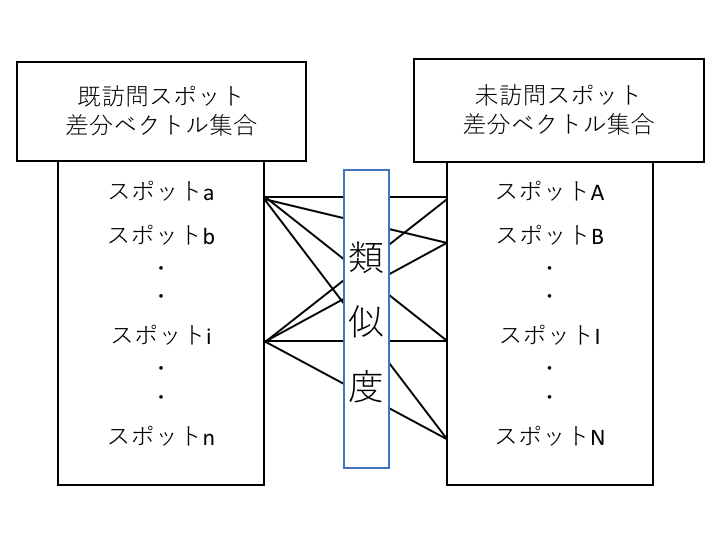 既訪問スポット
差分ベクトル集合
スポットa
スポットb
・
・
スポットi
・
・
スポットn
類
似
度
未訪問スポット
差分ベクトル集合
スポットA
スポットB
・
・
スポットI
・
・
スポットN